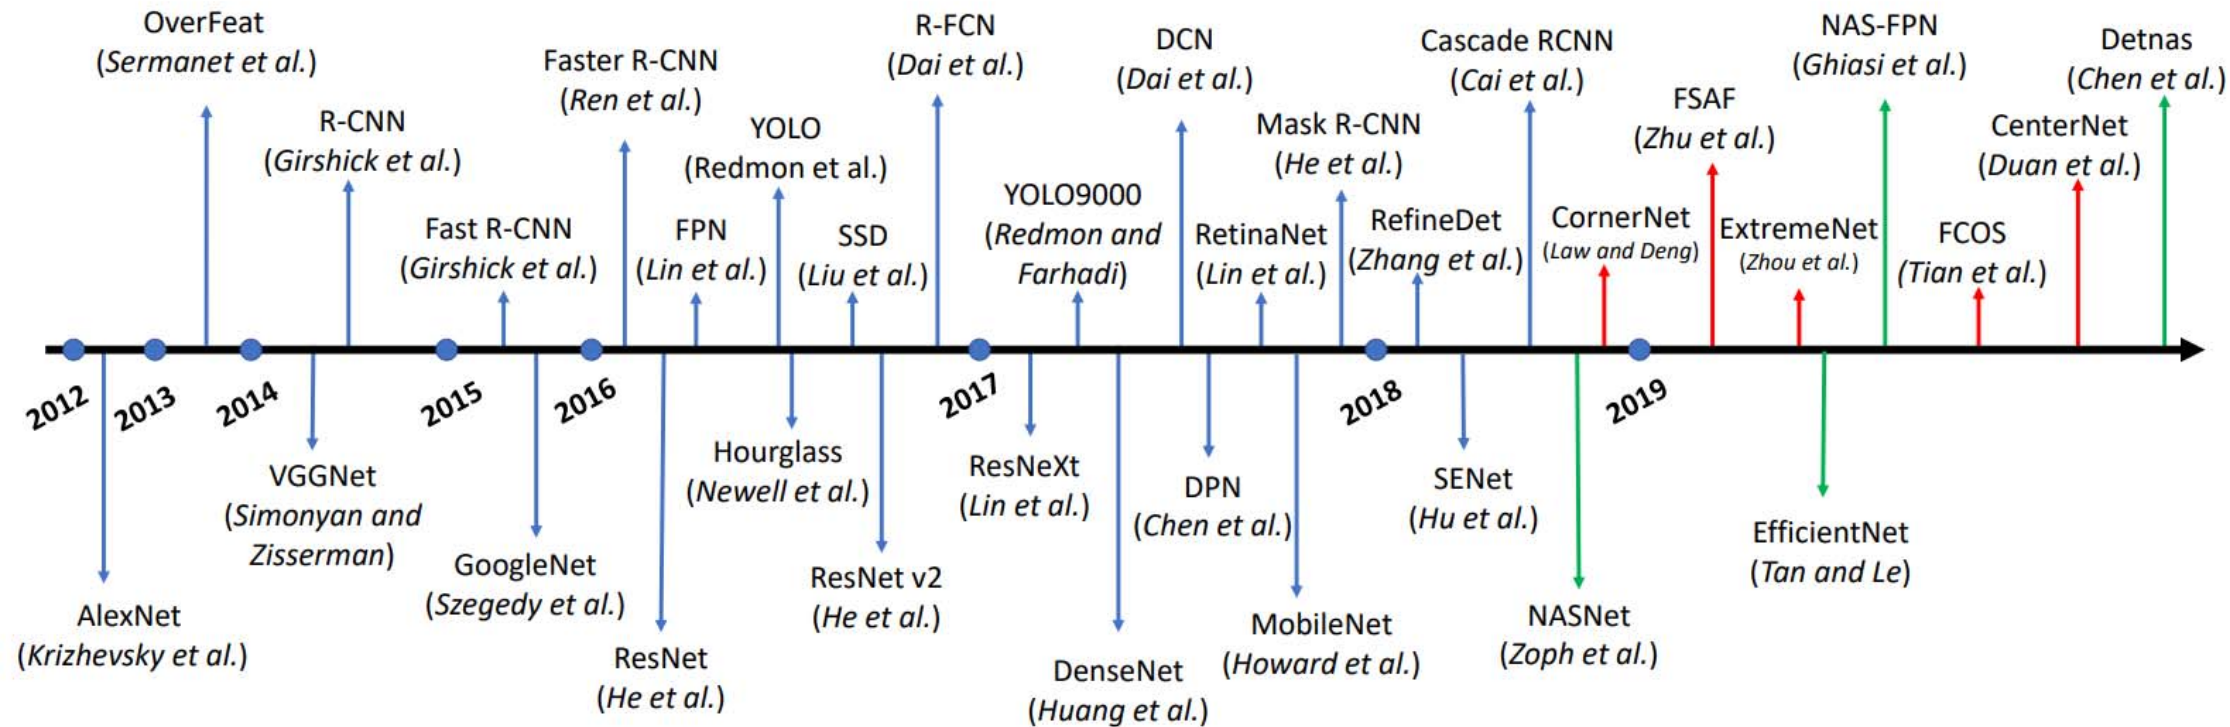 OverFeat
(Sermanet et al.)
R-CNN
(Girshick et al.)
Fast R-CNN
(Girshick et al.)
Faster R-CNN
(Ren et al.)
FPN
(Lin et al.)
YOLO
(Redmon et al.)
SSD
(Liu et al.)
R-FCN
(Dai et al.)
YOLO9000
(Redmon and
Farhadi)
DCN
(Dai et al.)
RetinaNet
(Lin et al.)
Mask R-CNN
(He et al.)
RefineDet
(Zhang et al.)
Cascade RCNN
(Cai et al.)
CornerNet
(Law and Deng)
FSAF
(Zhu et al.)
ExtremeNet
(Zhou et al.)
NAS-FPN
(Ghiasi et al.)
FCOS
(Tian et al.)
CenterNet
(Duan et al.)
Detnas
(Chen et al.)
2012
2013
2014
2015
2016
2017
2018
2019
AlexNet
(Krizhevsky et al.)
VGGNet
(Simonyan and
Zisserman)
GoogleNet
(Szegedy et al.)
ResNet
(He et al.)
Hourglass
(Newell et al.)
ResNet v2
(He et al.)
ResNeXt
(Lin et al.)
DenseNet
(Huang et al.)
DPN
(Chen et al.)
MobileNet
(Howard et al.)
SENet
(Hu et al.)
NASNet
(Zoph et al.)
EfficientNet
(Tan and Le)